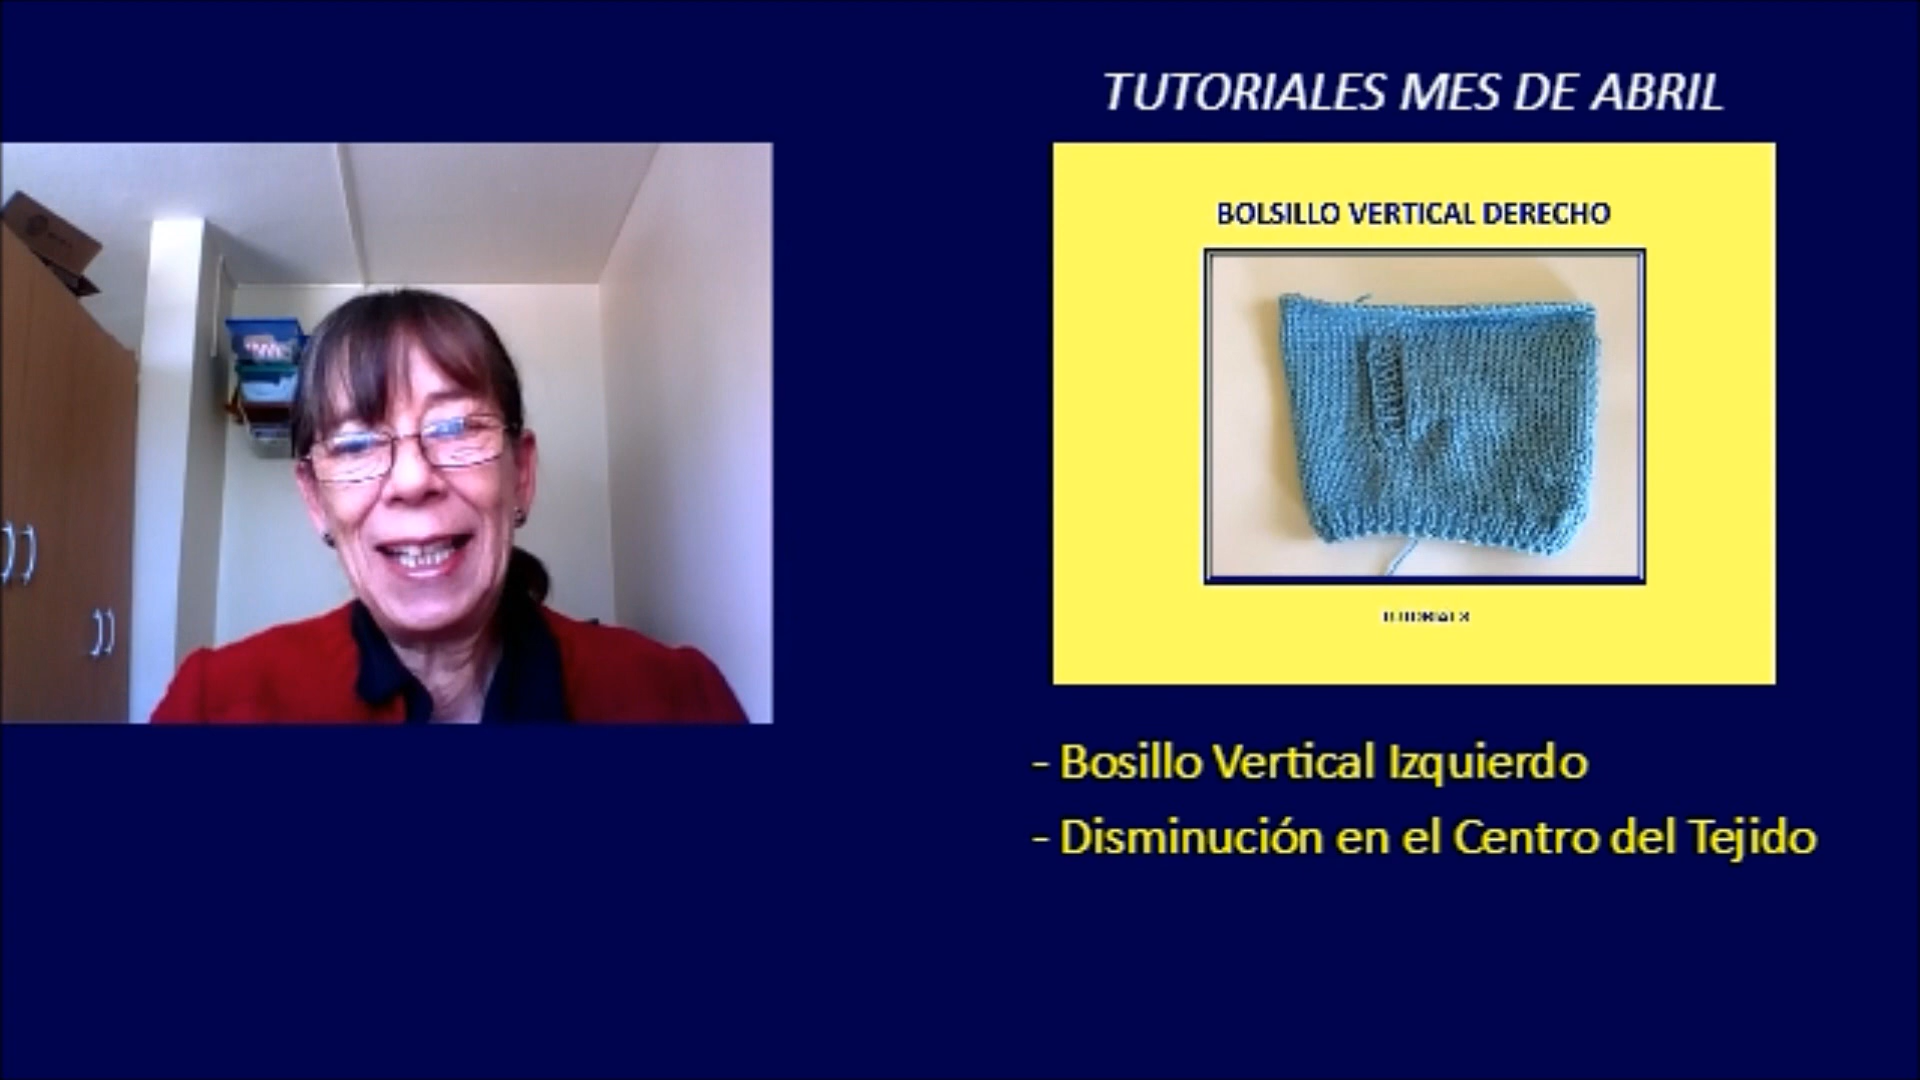 TUTORIALES MES DE ABRIL
BOLSILLO VERTICAL DERECHO
- Bosillo Vertical Izquierdo
- Disminución en el Centro del Tejido